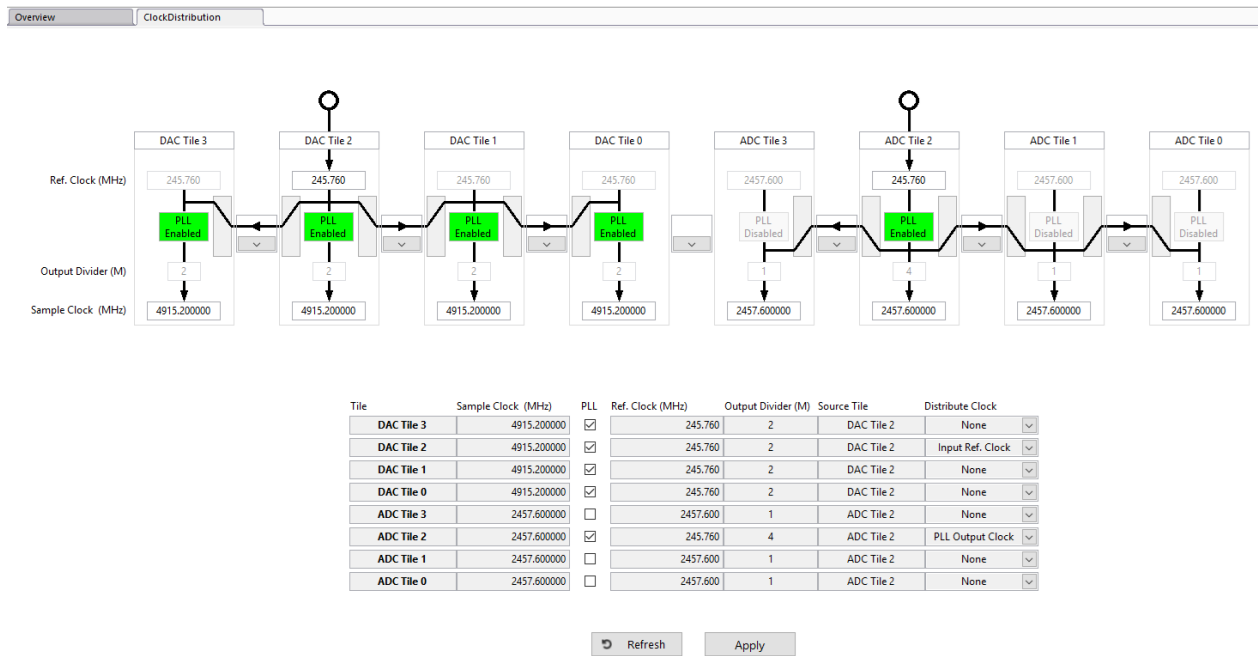 Overview ClockDistribution
DAC Tile 3 DAC Tile 2 DAC Tile 1 DAC Tile 0 ADC Tile 3 ADC Tile 2 ADC Tile 1 ADC Tile 0
Ref. Clock (MHz) 245.760 245.760 245.760 245.760 2457.600 245.760 2457.600 2457.600
PLL PLL PLL PLL PLL PLL PLL PLL
Enabled Enabled Enabled Enabled Disabled Enabled Disabled Disabled
Output Divider (M) 2 2 2 2 1 4 1 1
Sample Clock (MHz) 4915.200000 4915.200000 4915.200000 4915.200000 2457.600000 2457.600000 2457.600000 2457.600000
Tile Sample Clock (MHz) PLL Ref. Clock (MHz) Output Divider (M) Source Tile Distribute Clock
DAC Tile 3 4915.200000 245.760 2 DAC Tile 2 None
DAC Tile 2 4915.200000 245.760 2 DAC Tile 2 Input Ref. Clock
DAC Tile 1 4915.200000 245.760 2 DAC Tile 2 None
DAC Tile 0 4915.200000 245.760 2 DAC Tile 2 None
ADC Tile 3 2457.600000 2457.600 1 ADC Tile 2 None
ADC Tile 2 2457.600000 245.760 4 ADC Tile 2 PLL Output Clock
ADC Tile 1 2457.600000 2457.600 1 ADC Tile 2 None
ADC Tile 0 2457.600000 2457.600 1 ADC Tile 2 None
Refresh Apply